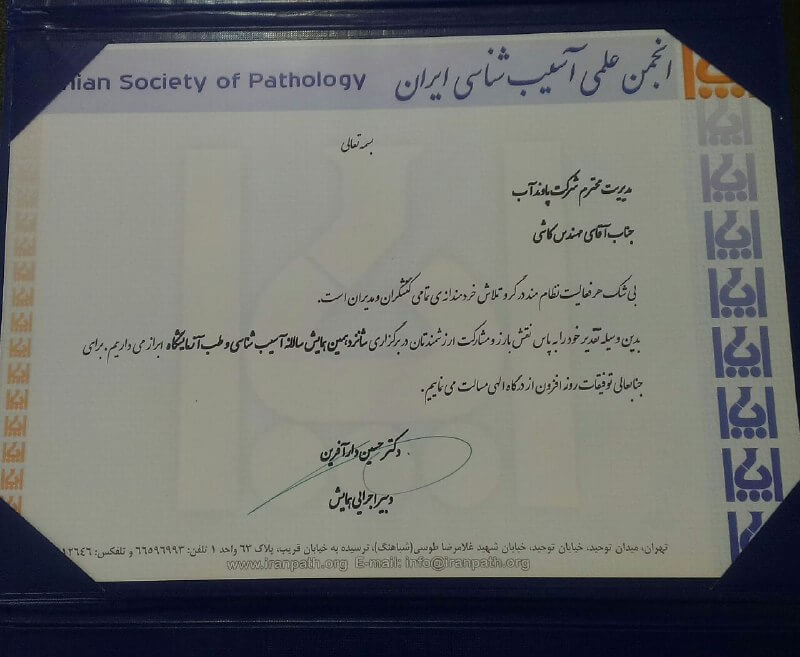 انجمن علمی آسیب شناسی ایران
nian Society of Pathology
بسمه تعالی
مدیریت محترم شرکت پاوند آب
جناب آقای مهندس کاشی
بی شک هر فعالیت نظام مند در گرو تلاش خردمندانه ی تمامی کنشگران و مدیران است.
بدین وسیله تقدیر خود را به پاس نقش بارز و مشارکت ارزشمندتان در برگزاری شانزدهمین همایش سالانه آسیب شناسی و طب آزمایشگاه ابراز می داریم. برای
جنابعالی توفیقات روز افزون از درگاه الهی مسالت می نماییم.
دکتر حسین دارآفرین
دبیر اجرایی همایش
تهران، میدان توحید، خیابان توحید، خیابان شهید غلامرضا طوسی(شباهنگ)، نرسیده به خیابان قریب، پلاک ۶۲ واحد ۱ تلفن: ۶۶۵۹۶۹۹۳ و تلفکس: ۱۲۶۴۶
www.iranpath.org E-mail: info@iranpath.org